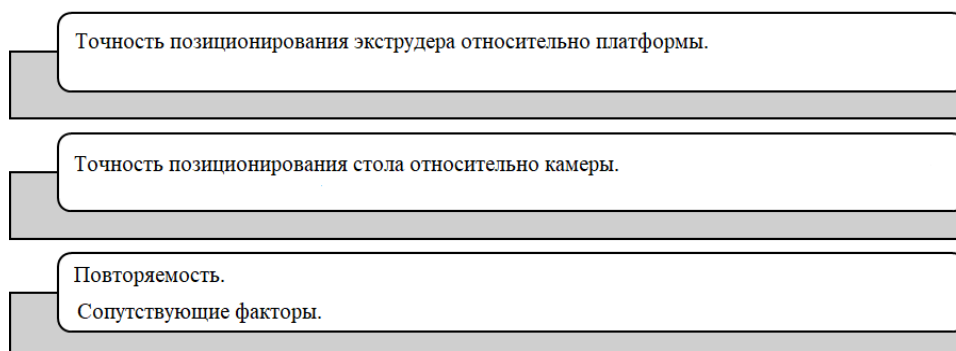 Точность позиционирования экструдера относительно платформы.
Точность позиционирования стола относительно камеры.
Повторяемость.
Сопутствующие факторы.